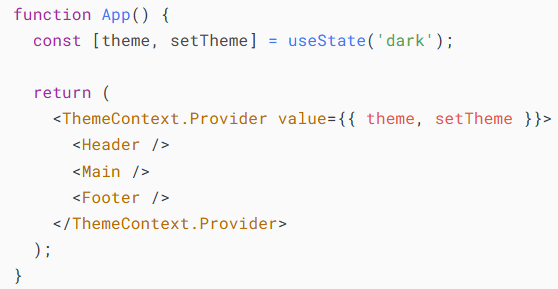 function App() {
  const [theme, setTheme] = useState('dark');

  return (
    <ThemeContext.Provider value={{ theme, setTheme }}>
      <Header />
      <Main />
      <Footer />
    </ThemeContext.Provider>
  );
}